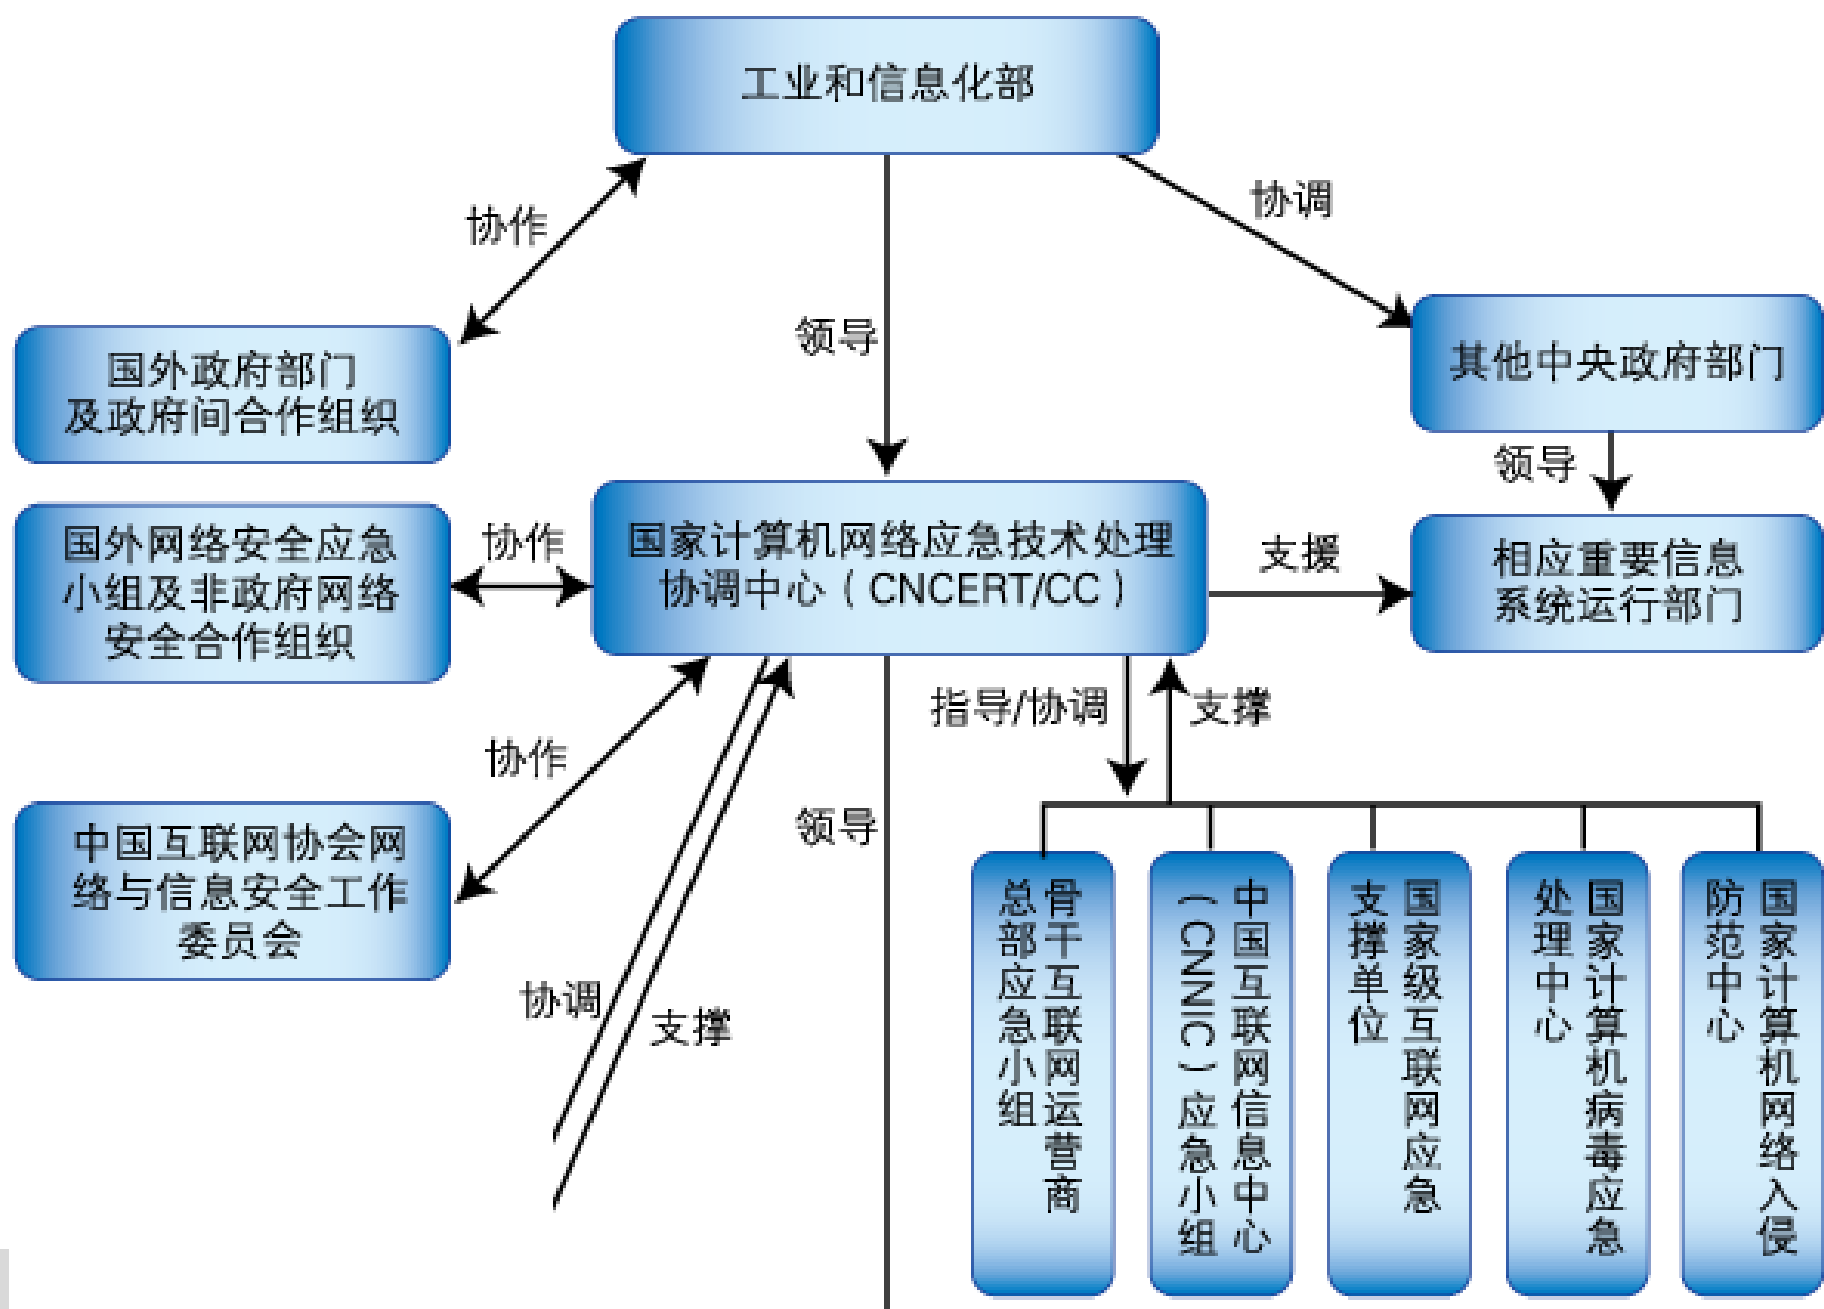 工业和信息化部
协作
协调
领导
国外政府部门
及政府间合作组织
其他中央政府部门
领导
国外网络安全应急
小组及非政府网络
安全合作组织
协作
国家计算机网络应急技术处理
协调中心（CNCERT/CC）
支援
相应重要信息
系统运行部门
指导/协调
支撑
协作
领导
中国互联网协会网
络与信息安全工作
委员会
协调
支撑
骨干互联网运营商
总部应急小组
中国互联网信息中心
（CNNIC）应急小组
国家级互联网应急
支撑单位
国家计算机病毒应急
处理中心
国家计算机网络入侵
防范中心